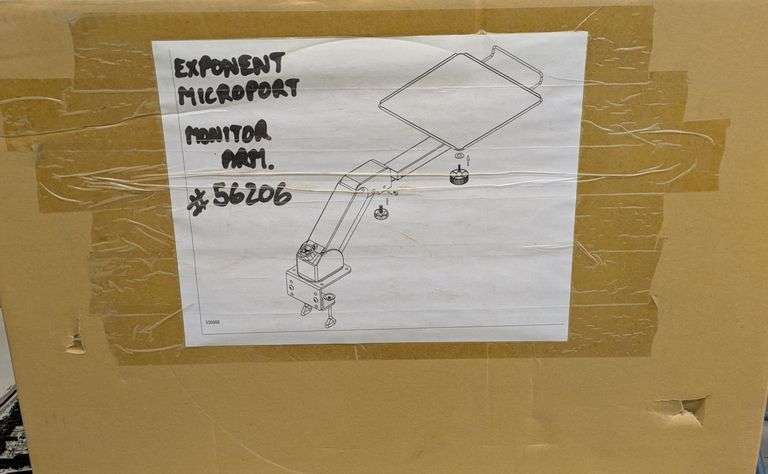 EXPONENT
MICROPORT
MONITOR
ARM.
#56206